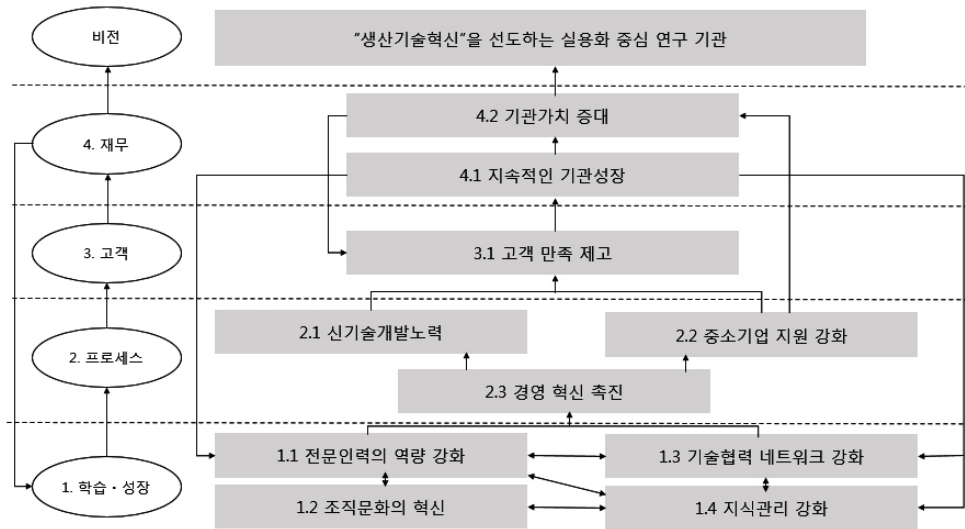 비전
”생산기술혁신“을 선도하는 실용화 중심 연구 기관
4.2 기관가치 증대
4. 재무
4.1 지속적인 기관성장
3. 고객
3.1 고객 만족 제고
2.1 신기술개발노력
2.2 중소기업 지원 강화
2. 프로세스
2.3 경영 혁신 촉진
1.1 전문인력의 역량 강화
1.3 기술협력 네트워크 강화
1. 학습・성장
1.2 조직문화의 혁신
1.4 지식관리 강화